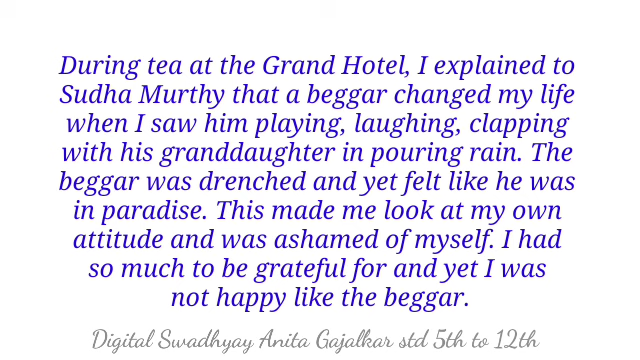 During tea at the Grand Hotel, I explained to
Sudha Murthy that a beggar changed my life
when I saw him playing, laughing, clapping
with his granddaughter in pouring rain. The
beggar was drenched and yet felt like he was
in paradise. This made me look at my own
attitude and was ashamed of myself. I had
so much to be grateful for and yet I was
not happy like the beggar.
Digital Swadhyay Anita Gajalkar std 5th to 12th